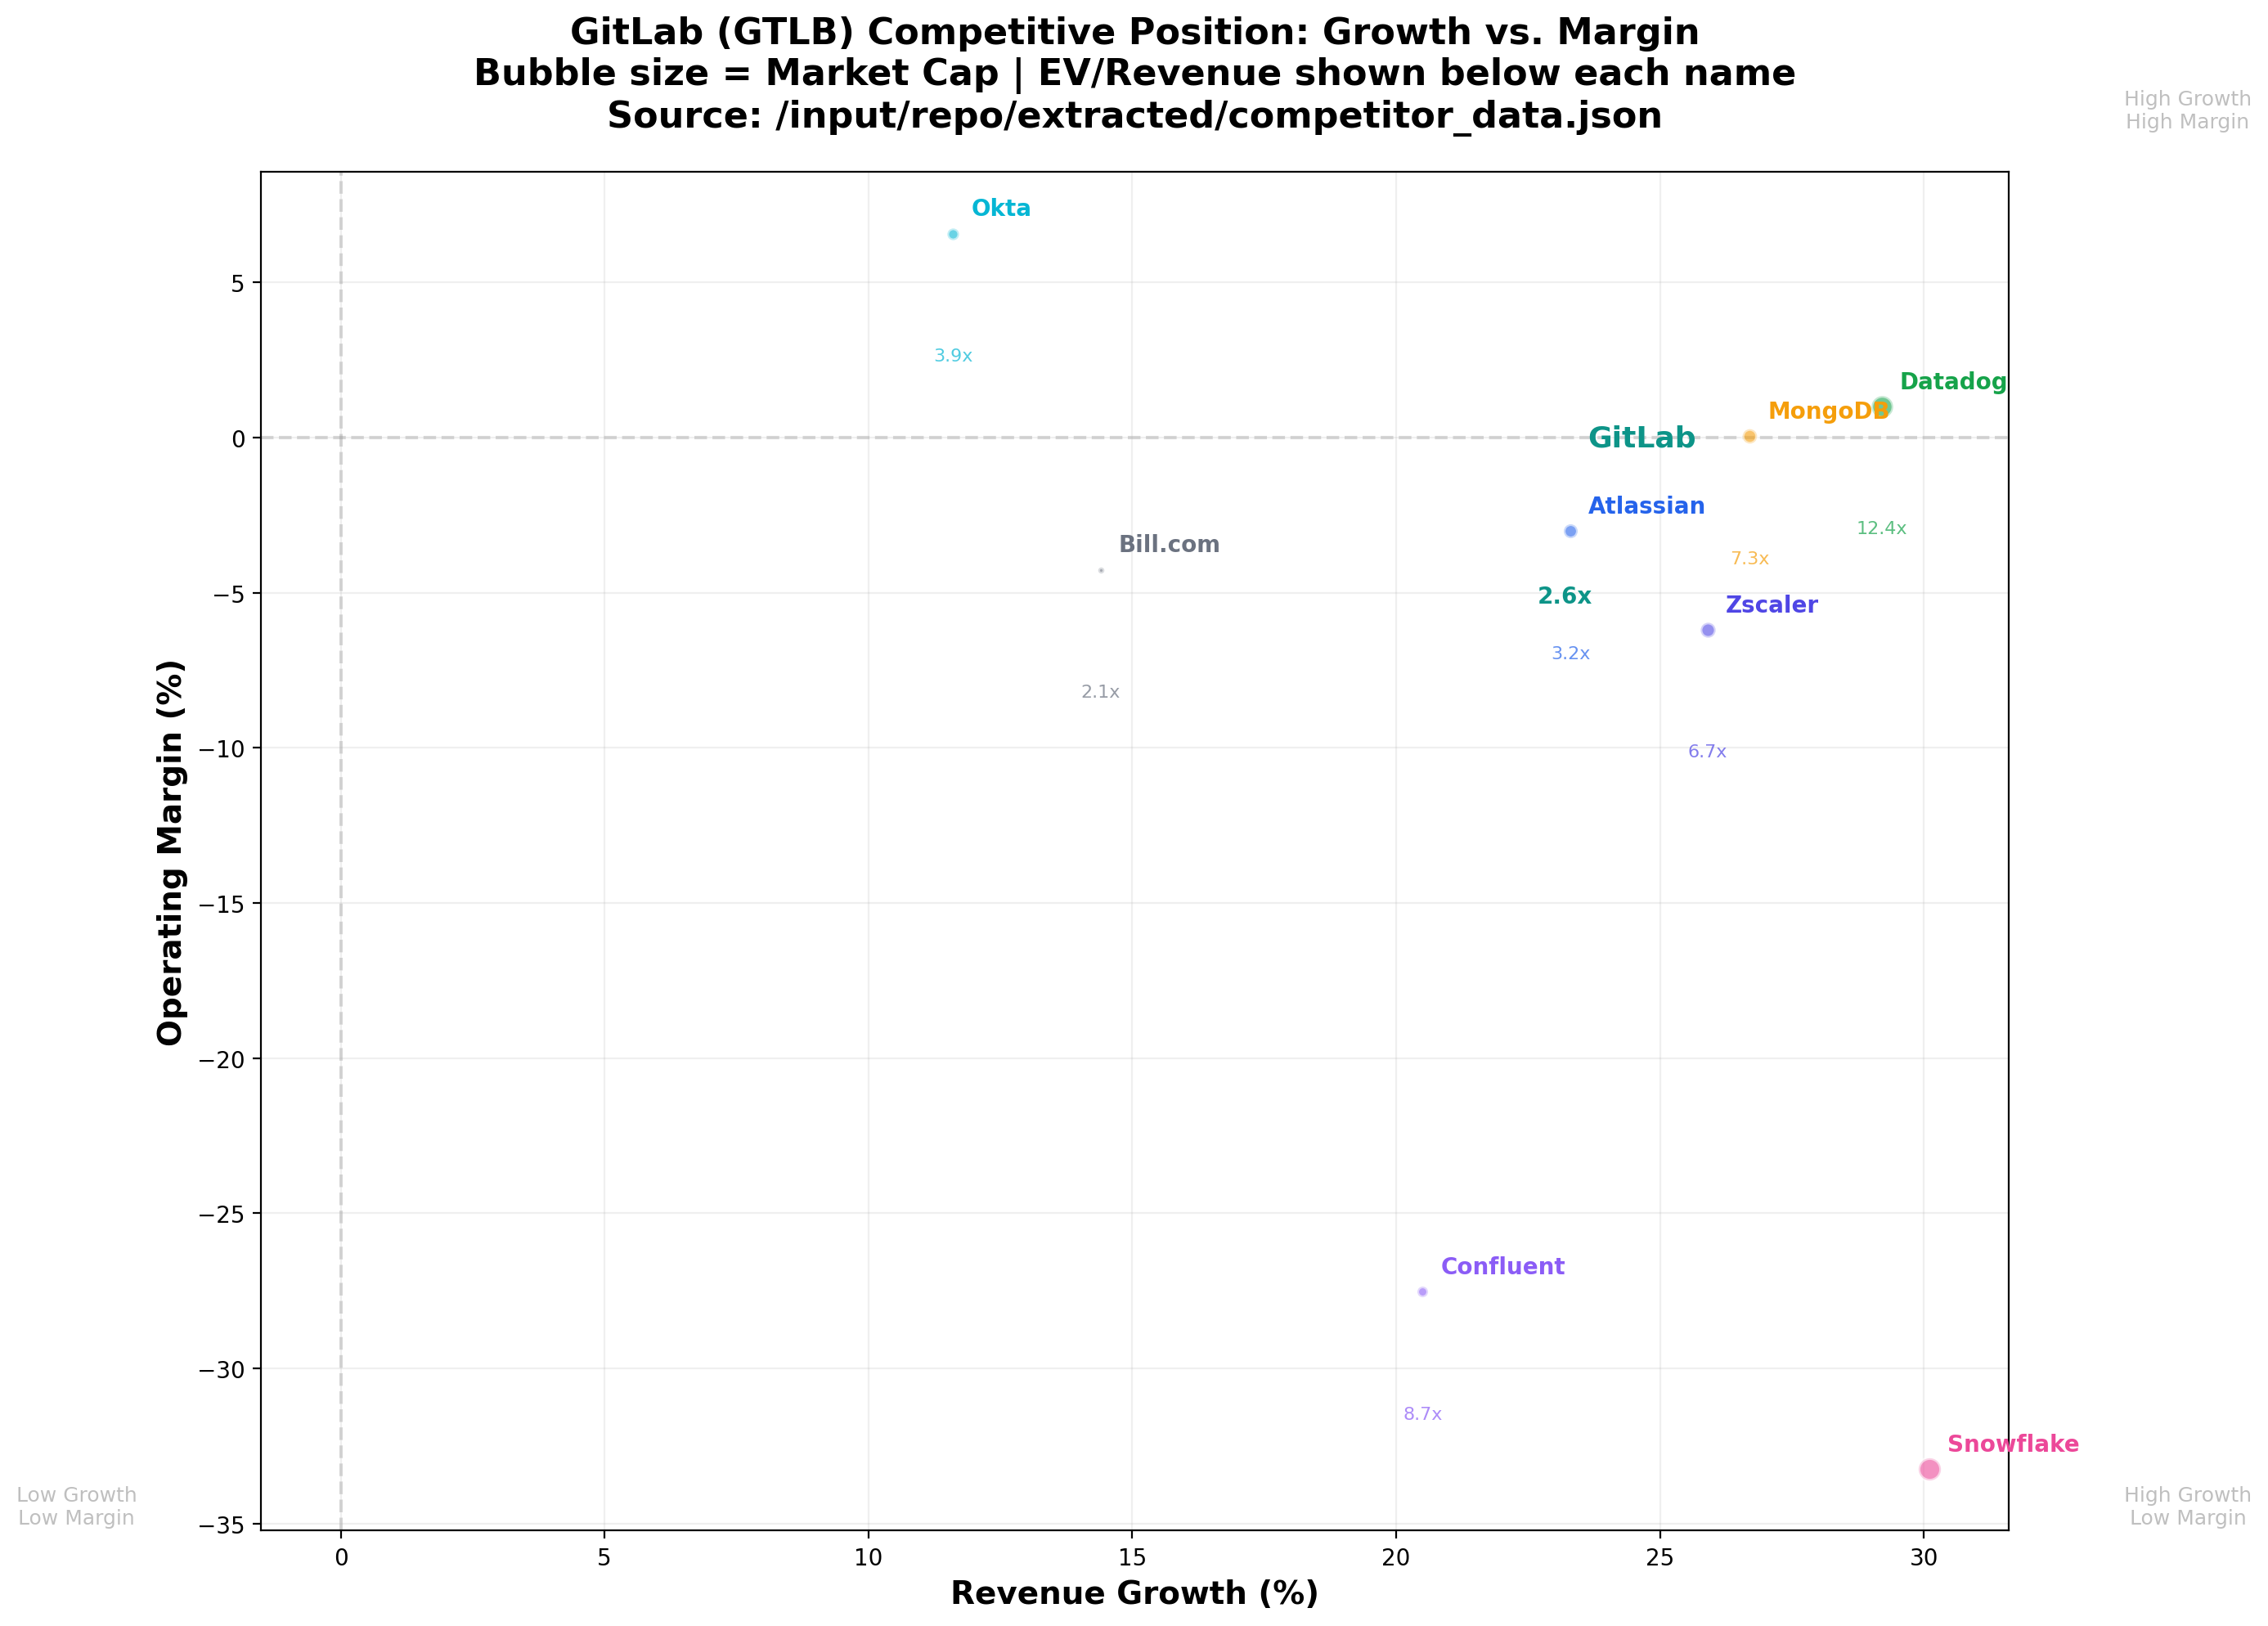 GitLab (GTLB) Competitive Position: Growth vs. Margin
Bubble size = Market Cap | EV/Revenue shown below each name
Source: /input/repo/extracted/competitor_data.json
High Growth
High Margin
Okta
5
3.9x
Datadog
MongoDB
0
GitLab
Atlassian
12.4x
Bill.com
7.3x
−5
2.6x
Zscaler
3.2x
2.1x
−10
6.7x
Operating Margin (%)
−15
−20
−25
Confluent
−30
8.7x
Snowflake
Low Growth
Low Margin
High Growth
Low Margin
−35
0
5
10
15
20
25
30
Revenue Growth (%)